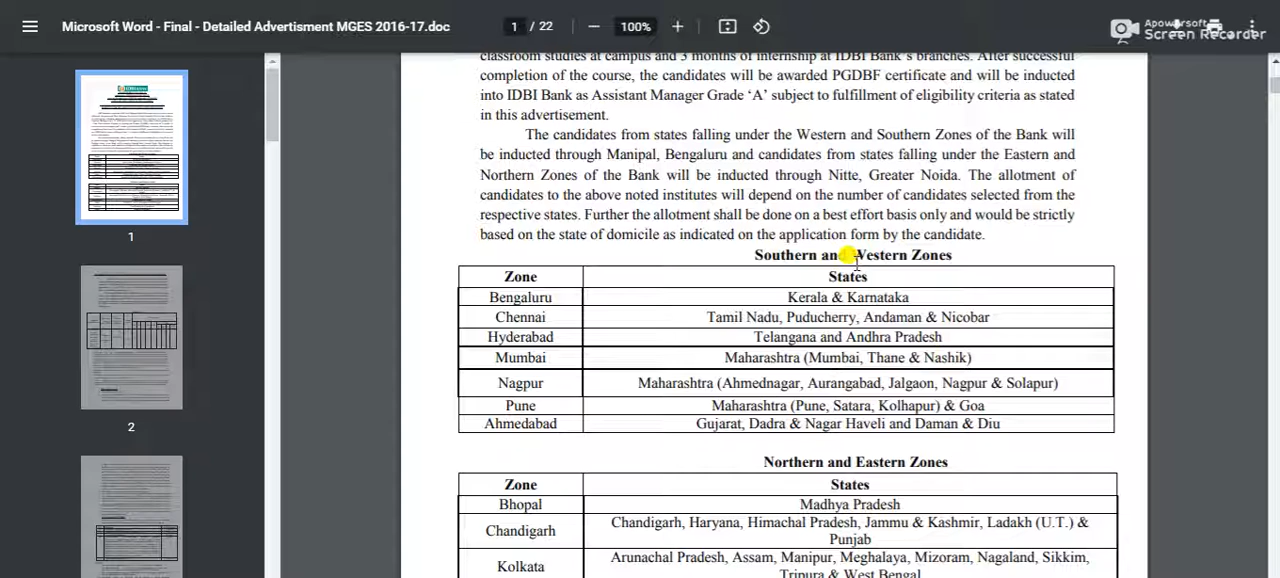 Microsoft Word - Final - Detailed Advertisment MGES 2016-17.doc
1 / 22
100%
Apowersoft
Screen Recorder
classroom studies at campus and 3 months of internship at IDBI Bank's branches. After successful
completion of the course, the candidates will be awarded PGDBF certificate and will be inducted
into IDBI Bank as Assistant Manager Grade 'A' subject to fulfillment of eligibility criteria as stated
in this advertisement.
The candidates from states falling under the Western and Southern Zones of the Bank will
be inducted through Manipal, Bengaluru and candidates from states falling under the Eastern and
Northern Zones of the Bank will be inducted through Nitte, Greater Noida. The allotment of
candidates to the above noted institutes will depend on the number of candidates selected from the
respective states. Further the allotment shall be done on a best effort basis only and would be strictly
based on the state of domicile as indicated on the application form by the candidate.
Southern and Western Zones
Zone States
Bengaluru Kerala & Karnataka
Chennai Tamil Nadu, Puducherry, Andaman & Nicobar
Hyderabad Telangana and Andhra Pradesh
Mumbai Maharashtra (Mumbai, Thane & Nashik)
Nagpur Maharashtra (Ahmednagar, Aurangabad, Jalgaon, Nagpur & Solapur)
Pune Maharashtra (Pune, Satara, Kolhapur) & Goa
Ahmedabad Gujarat, Dadra & Nagar Haveli and Daman & Diu
Northern and Eastern Zones
Zone States
Bhopal Madhya Pradesh
Chandigarh Chandigarh, Haryana, Himachal Pradesh, Jammu & Kashmir, Ladakh (U.T.) &
Punjab
Kolkata Arunachal Pradesh, Assam, Manipur, Meghalaya, Mizoram, Nagaland, Sikkim,
Tripura & West Bengal
1
2